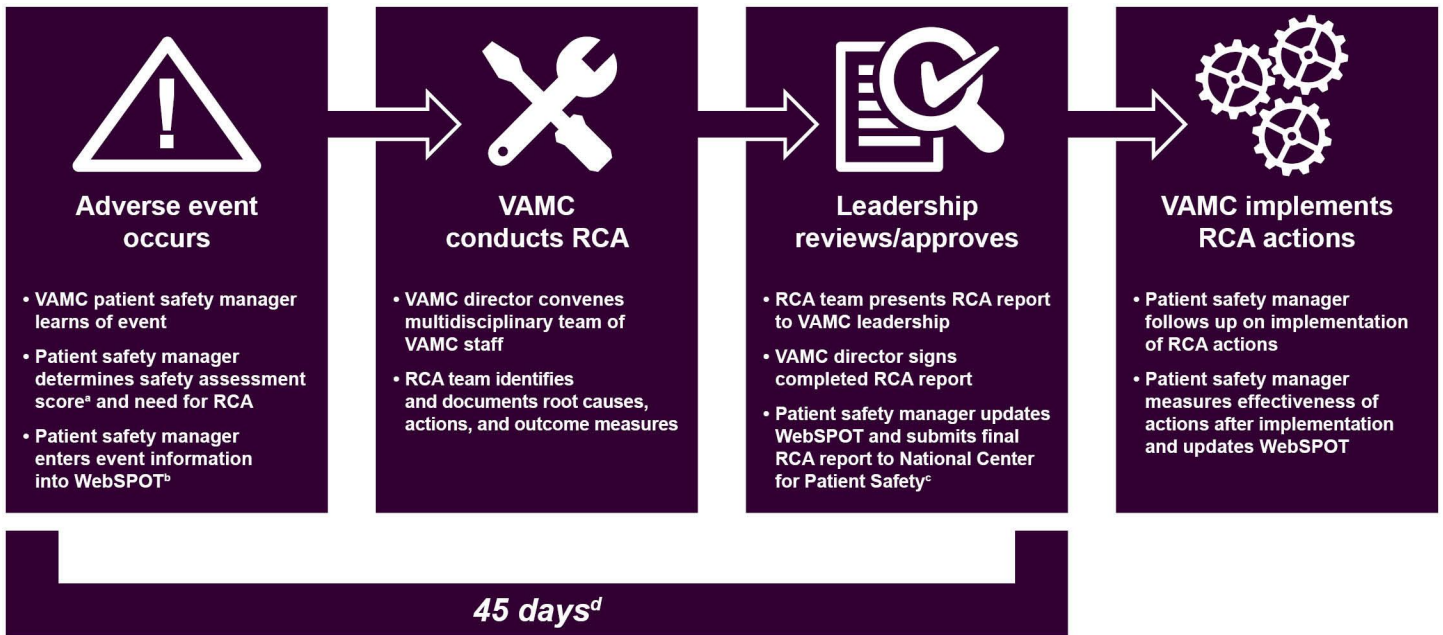 Adverse event
occurs
• VAMC patient safety manager
learns of event
• Patient safety manager
determines safety assessment
scoreᵃ and need for RCA
• Patient safety manager
enters event information
into WebSPOTᵇ
VAMC
conducts RCA
• VAMC director convenes
multidisciplinary team of
VAMC staff
• RCA team identifies
and documents root causes,
actions, and outcome measures
Leadership
reviews/approves
• RCA team presents RCA report
to VAMC leadership
• VAMC director signs
completed RCA report
• Patient safety manager updates
WebSPOT and submits final
RCA report to National Center
for Patient Safetyᶜ
VAMC implements
RCA actions
• Patient safety manager
follows up on implementation
of RCA actions
• Patient safety manager
measures effectiveness of
actions after implementation
and updates WebSPOT
45 daysᵈ